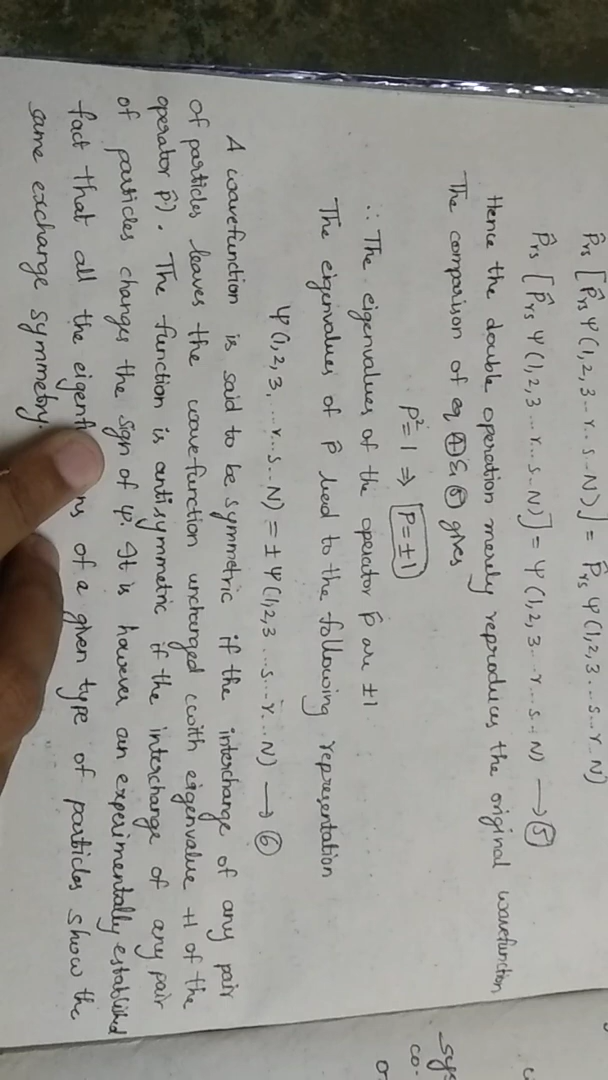 P̂rs [P̂rs Ψ(1,2,3...r..s..N)] = P̂rs Ψ(1,2,3...s..r..N)
P̂rs [P̂rs Ψ(1,2,3...r...s..N)] = Ψ(1,2,3...r...s..N) → ⑤
Hence the double operation merely reproduces the original wavefunction
The comparison of eq ④ & ⑤ gives
P² = 1 ⇒ P = ±1
∴ The eigenvalues of the operator P̂ are ±1.
The eigenvalues of P̂ lead to the following representation
Ψ(1,2,3,...r...s..N) = ±Ψ(1,2,3...s...r...N) → ⑥
A wavefunction is said to be symmetric if the interchange of any pair
of particles leaves the wavefunction unchanged (with eigenvalue +1 of the
operator P̂). The function is antisymmetric if the interchange of any pair
of particles changes the sign of Ψ. It is however an experimentally established
fact that all the of a given type of particles show the
same exchange symmetry.
sys
co-